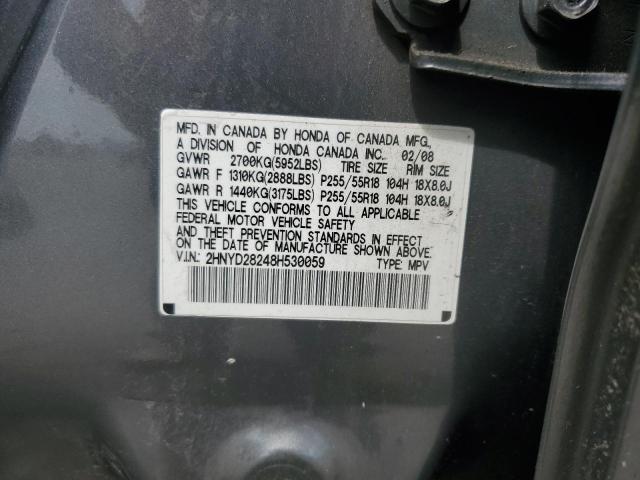 MFD. IN CANADA BY HONDA OF CANADA MFG.,
A DIVISION OF HONDA CANADA INC. 02/08
GVWR 2700KG(5952LBS) TIRE SIZE RIM SIZE
GAWR F 1310KG(2888LBS) P255/55R18 104H 18X8.0J
GAWR R 1440KG(3175LBS) P255/55R18 104H 18X8.0J
THIS VEHICLE CONFORMS TO ALL APPLICABLE
FEDERAL MOTOR VEHICLE SAFETY
AND THEFT PREVENTION STANDARDS IN EFFECT
ON THE DATE OF MANUFACTURE SHOWN ABOVE.
V.I.N.: 2HNYD28248H530059 TYPE: MPV